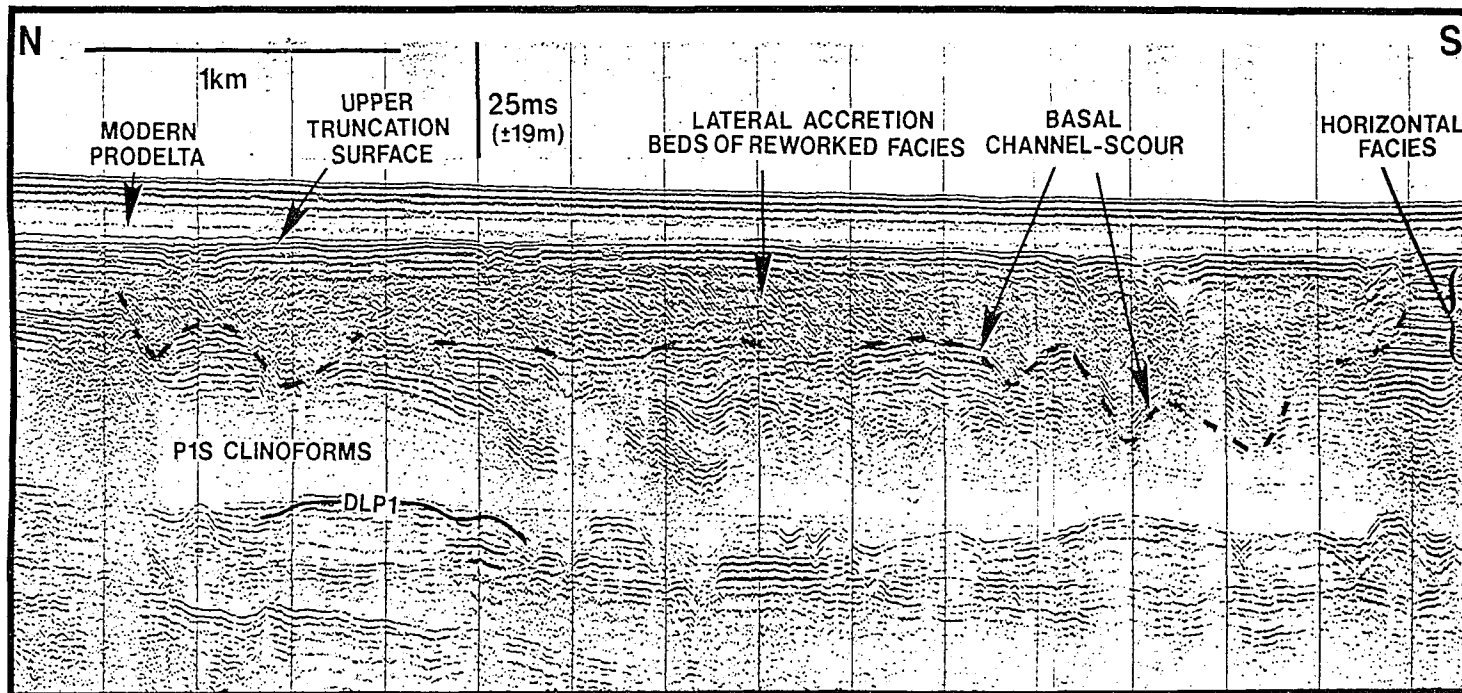 N
S
1km
25ms
(±19m)
MODERN
PRODELTA
UPPER
TRUNCATION
SURFACE
LATERAL ACCRETION
BEDS OF REWORKED FACIES
BASAL
CHANNEL-SCOUR
HORIZONTAL
FACIES
P1S CLINOFORMS
DLP1